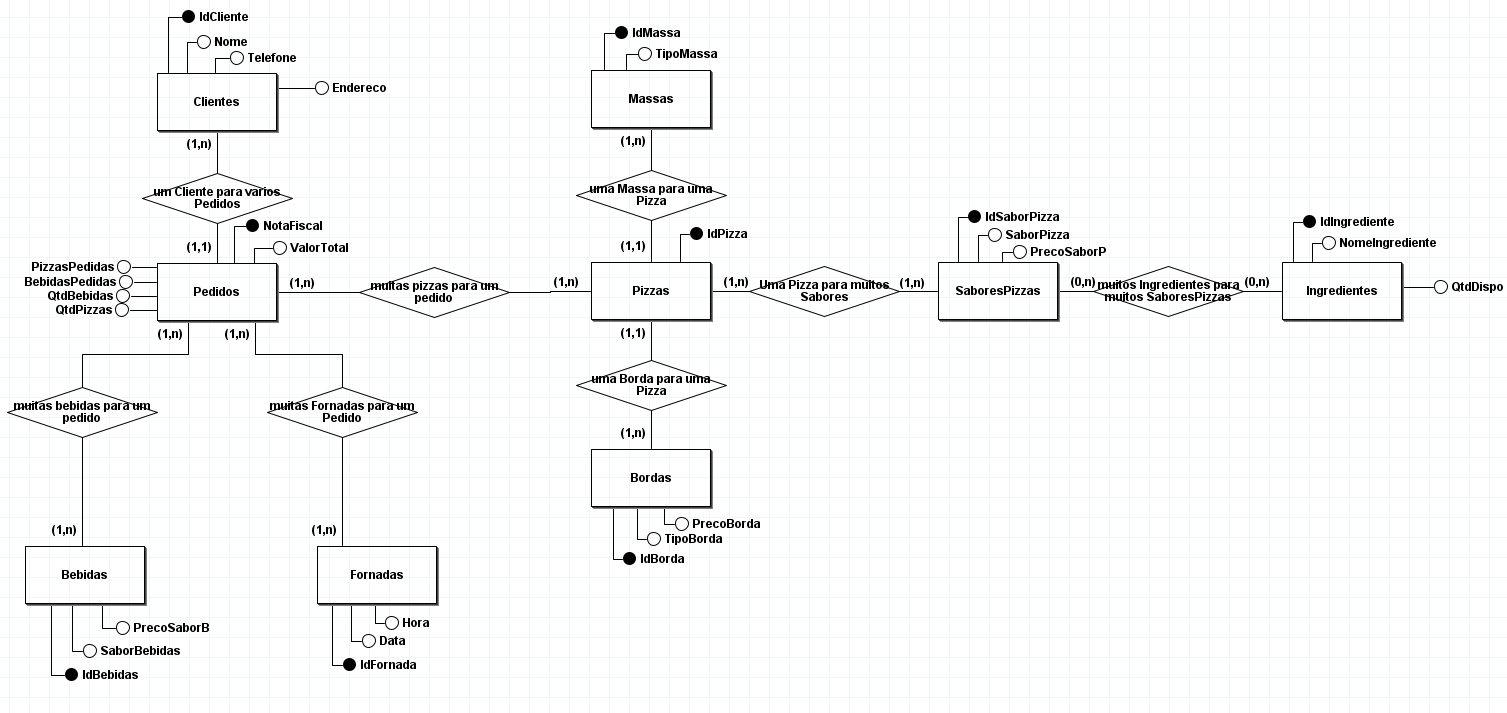 IdCliente
Nome
Telefone
Endereco
Clientes
(1,n)
um Cliente para varios
Pedidos
(1,1)
NotaFiscal
ValorTotal
PizzasPedidas
BebidasPedidas
QtdBebidas
QtdPizzas
Pedidos
(1,n)
muitas pizzas para um
pedido
(1,n)
(1,n)
(1,n)
muitas bebidas para um
pedido
muitas Fornadas para um
Pedido
(1,n)
(1,n)
Bebidas
PrecoSaborB
SaborBebidas
IdBebidas
Fornadas
Hora
Data
IdFornada
IdMassa
TipoMassa
Massas
(1,n)
uma Massa para uma
Pizza
(1,1)
IdPizza
Pizzas
(1,1)
uma Borda para uma
Pizza
(1,n)
Bordas
PrecoBorda
TipoBorda
IdBorda
(1,n)
Uma Pizza para muitos
Sabores
(1,n)
IdSaborPizza
SaborPizza
PrecoSaborP
SaboresPizzas
(0,n)
muitos Ingredientes para
muitos SaboresPizzas
(0,n)
IdIngrediente
NomeIngrediente
Ingredientes
QtdDispo